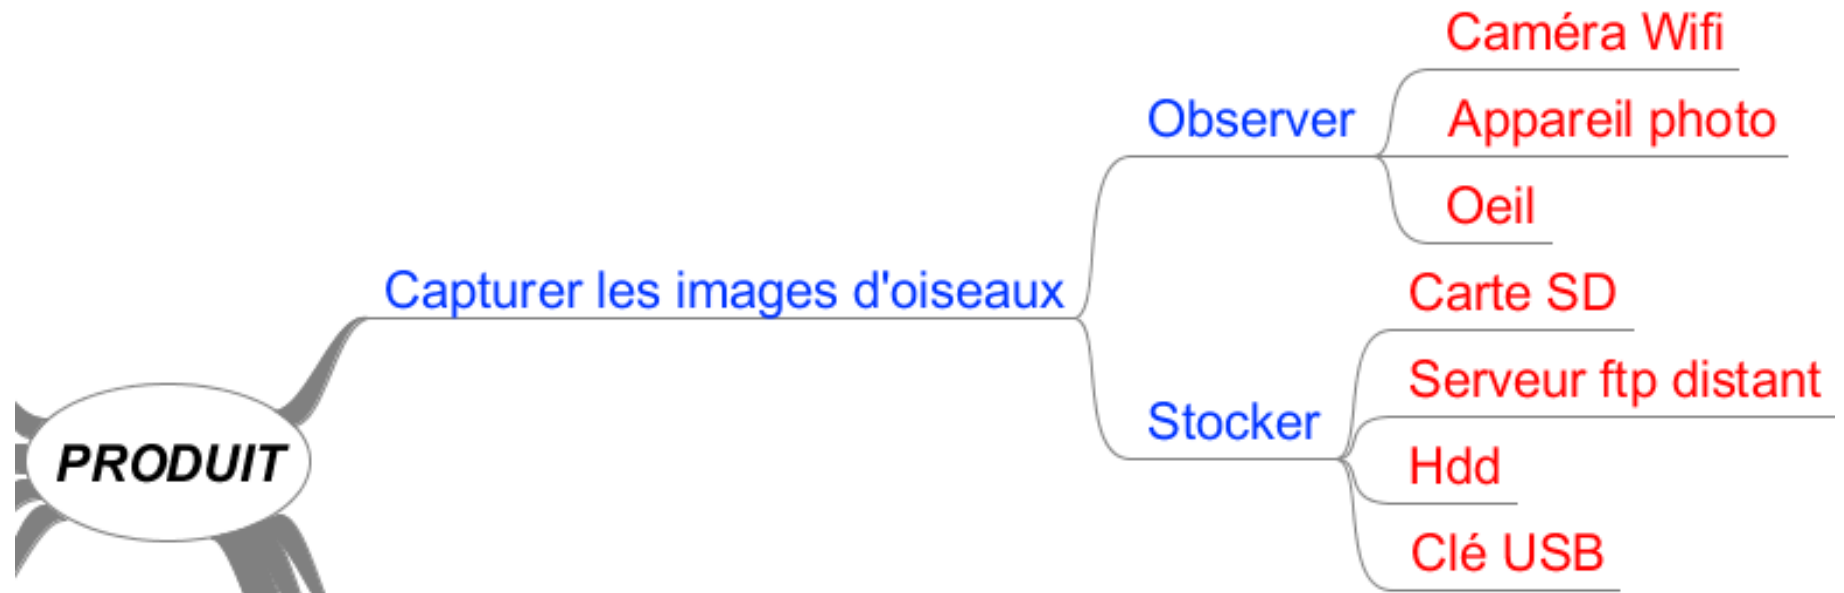 Caméra Wifi
Observer
Appareil photo
Oeil
Capturer les images d'oiseaux
Carte SD
Serveur ftp distant
Stocker
Hdd
PRODUIT
Clé USB